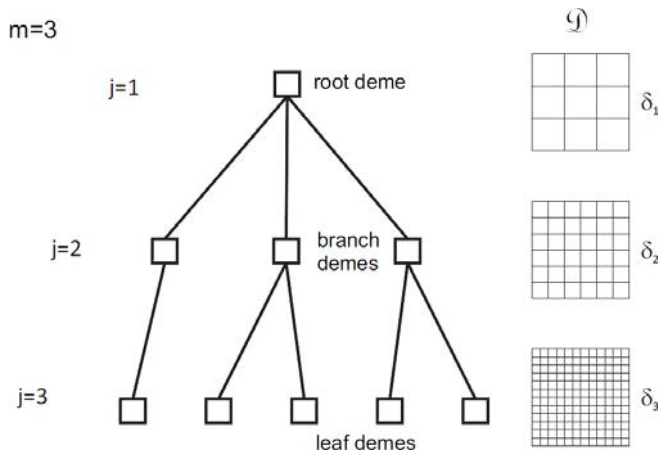 𝔇
m=3
j=1
root deme
δ₁
j=2
branch
demes
δ₂
j=3
δ₃
leaf demes